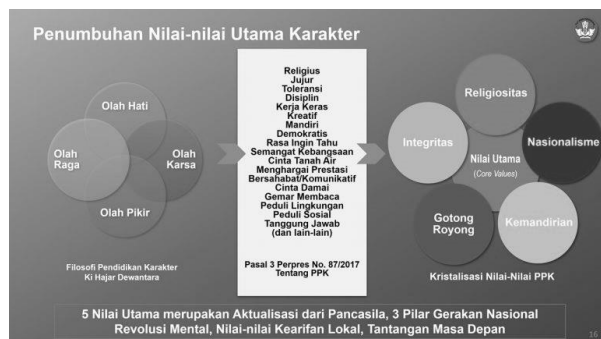 Penumbuhan Nilai-nilai Utama Karakter
Olah Hati
Olah
Raga
Olah
Karsa
Olah Pikir
Filosofi Pendidikan Karakter
Ki Hajar Dewantara
Religius
Jujur
Toleransi
Disiplin
Kerja Keras
Kreatif
Mandiri
Demokratis
Rasa Ingin Tahu
Semangat Kebangsaan
Cinta Tanah Air
Menghargai Prestasi
Bersahabat/Komunikatif
Cinta Damai
Gemar Membaca
Peduli Lingkungan
Peduli Sosial
Tanggung Jawab
(dan lain-lain)
Pasal 3 Perpres No. 87/2017
Tentang PPK
Religiositas
Integritas
Nasionalisme
Nilai Utama
(Core Values)
Gotong
Royong
Kemandirian
Kristalisasi Nilai-Nilai PPK
5 Nilai Utama merupakan Aktualisasi dari Pancasila, 3 Pilar Gerakan Nasional
Revolusi Mental, Nilai-nilai Kearifan Lokal, Tantangan Masa Depan
16